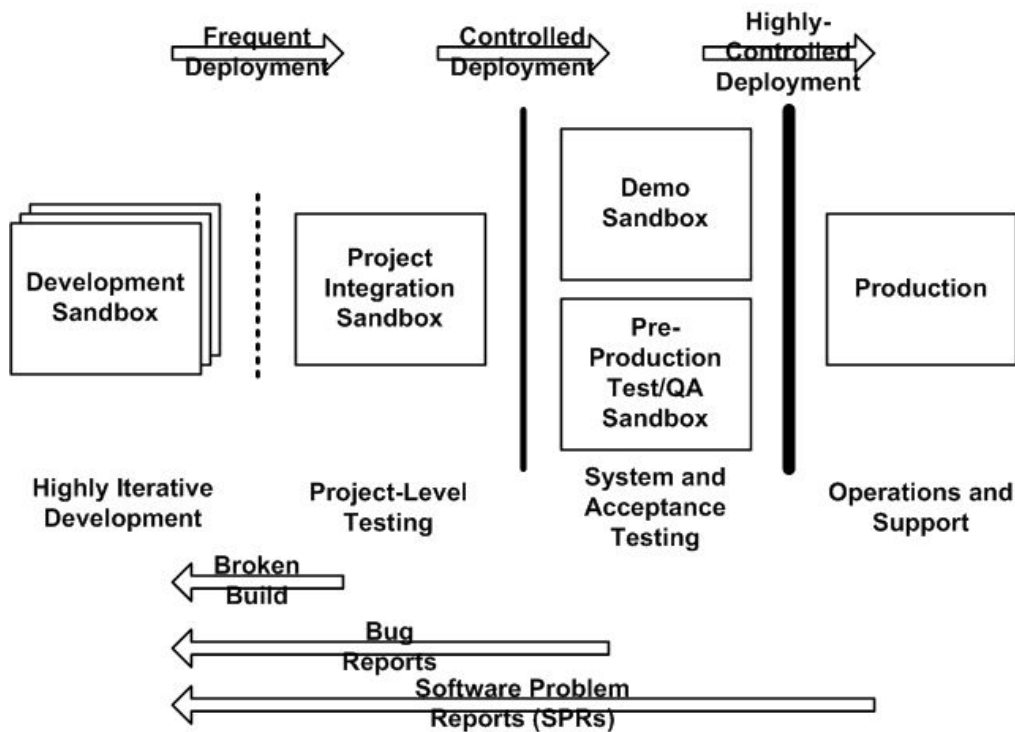 Frequent
Deployment
Controlled
Deployment
Highly-
Controlled
Deployment
Development
Sandbox
Project
Integration
Sandbox
Demo
Sandbox
Pre-
Production
Test/QA
Sandbox
Production
Highly Iterative
Development
Project-Level
Testing
System and
Acceptance
Testing
Operations and
Support
Broken
Build
Bug
Reports
Software Problem
Reports (SPRs)